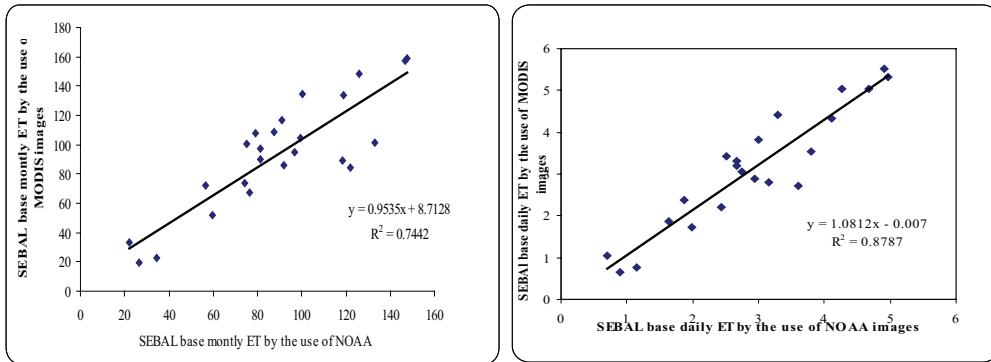 180
160
140
120
100
80
60
40
20
0
0 20 40 60 80 100 120 140 160
SEBAL base montly ET by the use o
MODIS images
SEBAL base montly ET by the use of NOAA
y = 0.9535x + 8.7128
R² = 0.7442
6
5
4
3
2
1
0
0 1 2 3 4 5 6
SEBAl base daily ET by the use of MODIS
images
SEBAL base daily ET by the use of NOAA images
y = 1.0812x - 0.007
R² = 0.8787